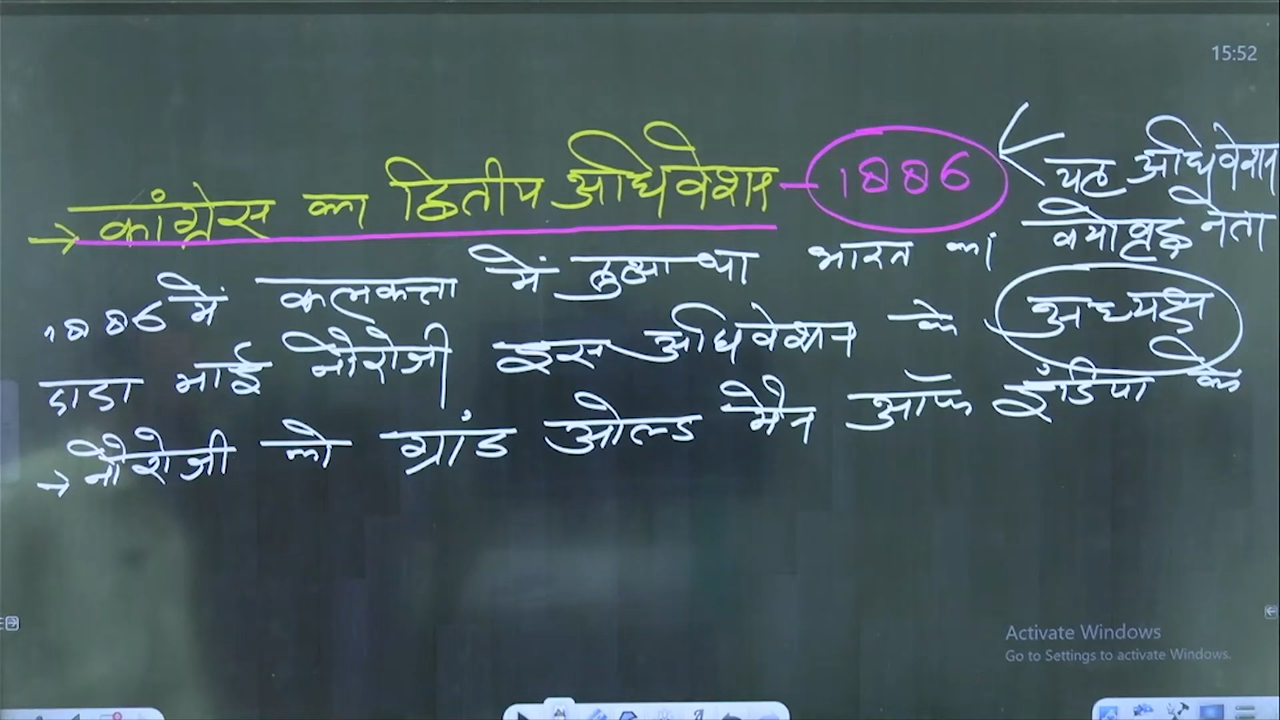 15:52
→ कांग्रेस का द्वितीय अधिवेशन - 1886
यह अधिवेशन
1886 में कलकत्ता में हुआ था भारत का वयोवृद्ध नेता
दादा भाई नौरोजी इस अधिवेशन के अध्यक्ष
→ नौरोजी को ग्रांड ओल्ड मैन ऑफ इंडिया के
Activate Windows
Go to Settings to activate Windows.